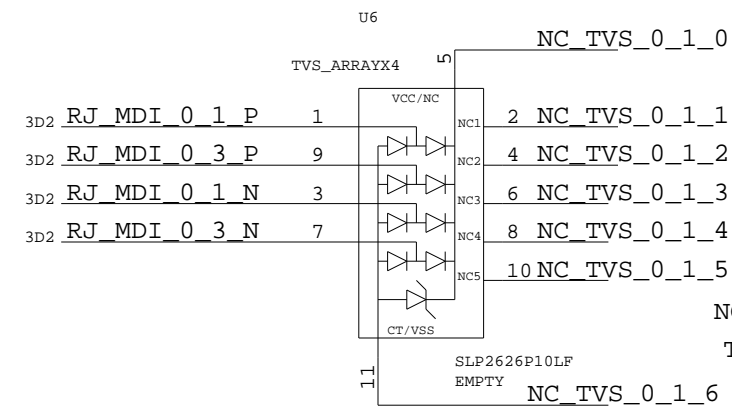 U6
NC_TVS_0_1_0
5
TVS_ARRAYX4
VCC/NC
3D2 RJ_MDI_0_1_P 1 NC1 2 NC_TVS_0_1_1
3D2 RJ_MDI_0_3_P 9 NC2 4 NC_TVS_0_1_2
3D2 RJ_MDI_0_1_N 3 NC3 6 NC_TVS_0_1_3
3D2 RJ_MDI_0_3_N 7 NC4 8 NC_TVS_0_1_4
NC5 10 NC_TVS_0_1_5
CT/VSS
SLP2626P10LF
EMPTY
11
NC_TVS_0_1_6